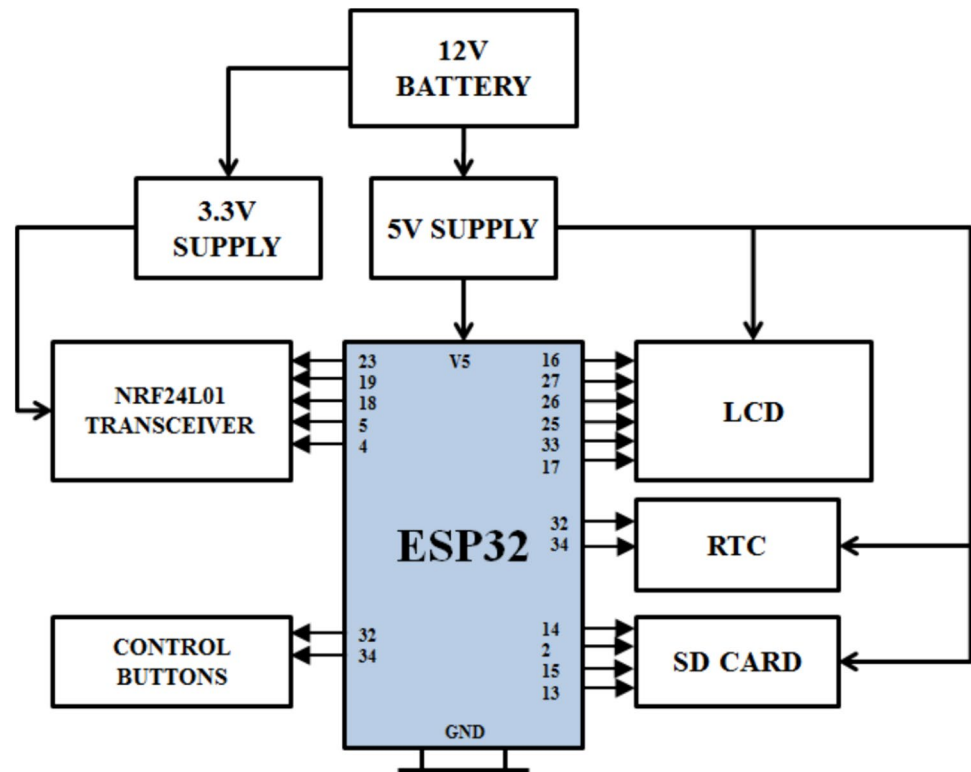 12V
BATTERY
3.3V
SUPPLY
5V SUPPLY
NRF24L01
TRANSCEIVER
23
19
18
5
4
V5
16
27
26
25
33
17
LCD
ESP32
32
34
RTC
CONTROL
BUTTONS
32
34
14
2
15
13
SD CARD
GND